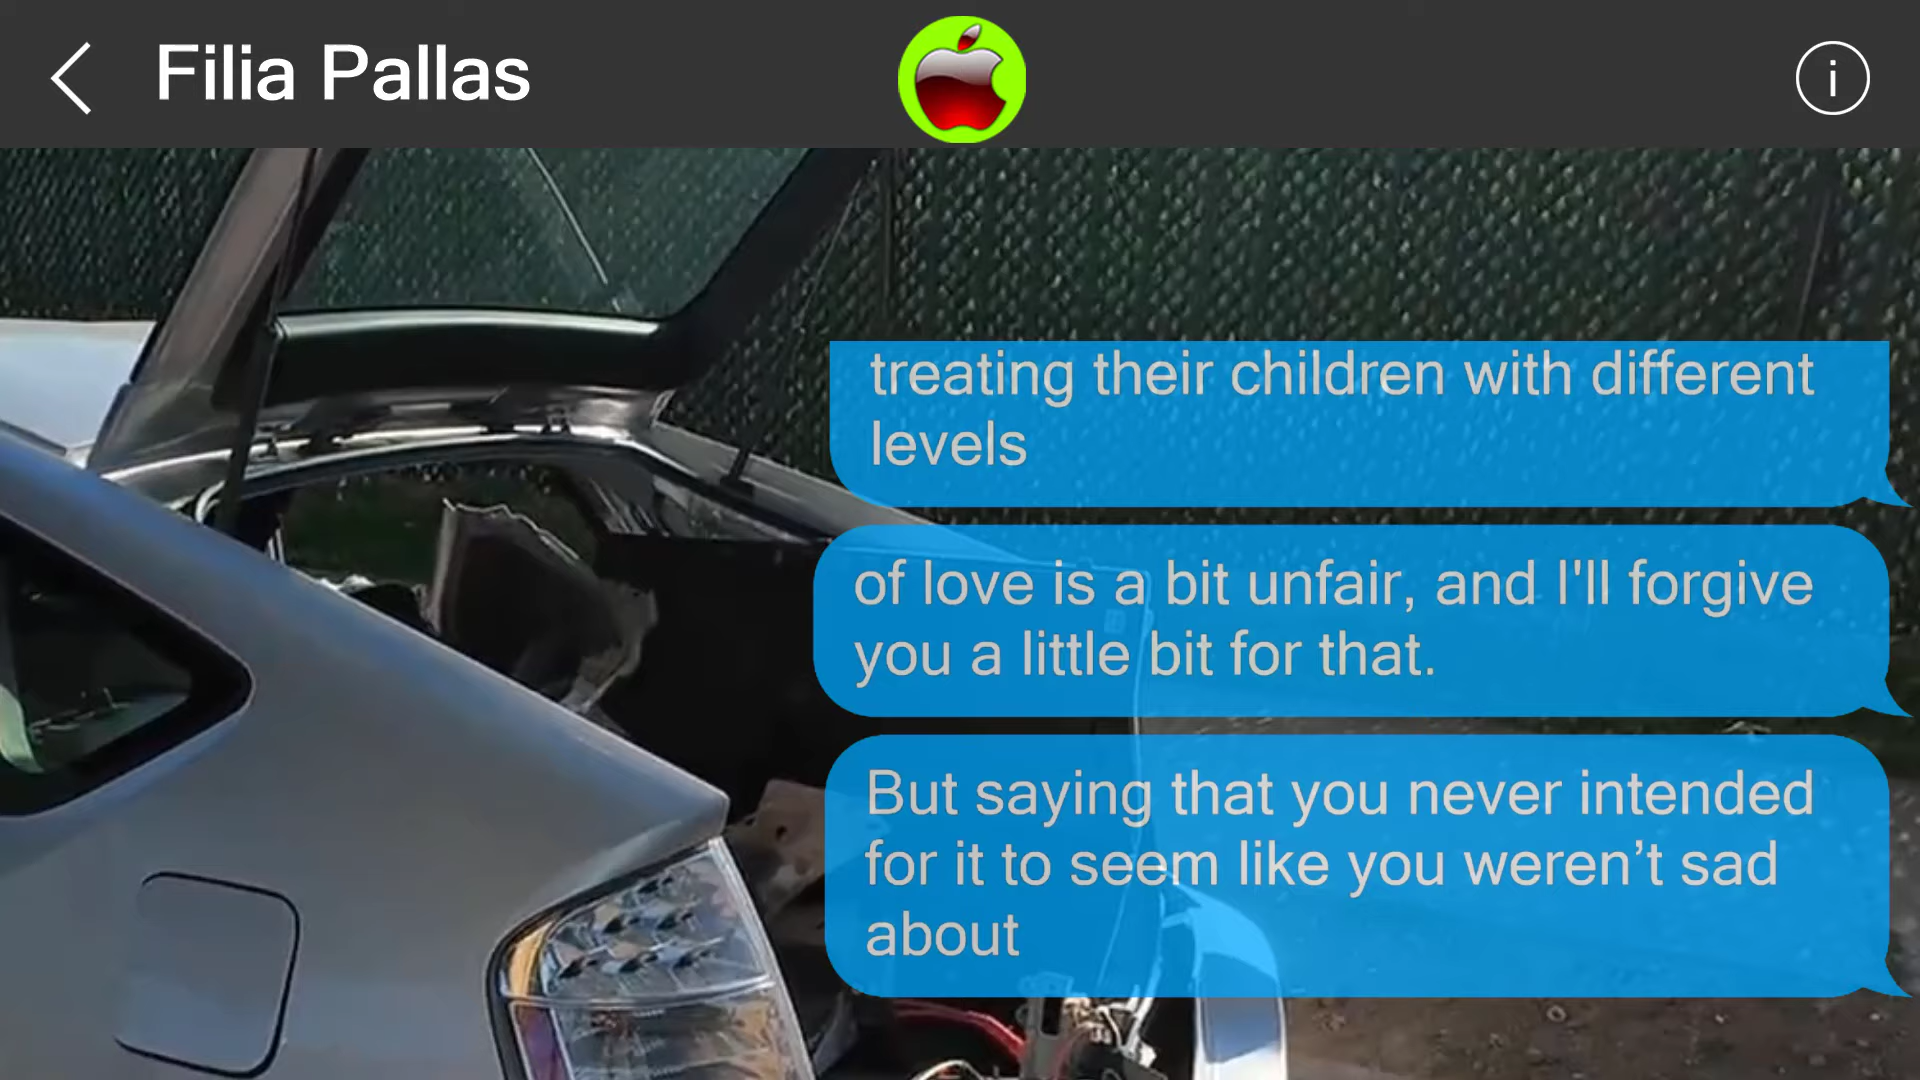 Filia Pallas
i
treating their children with different
levels
of love is a bit unfair, and I'll forgive
you a little bit for that.
But saying that you never intended
for it to seem like you weren’t sad
about